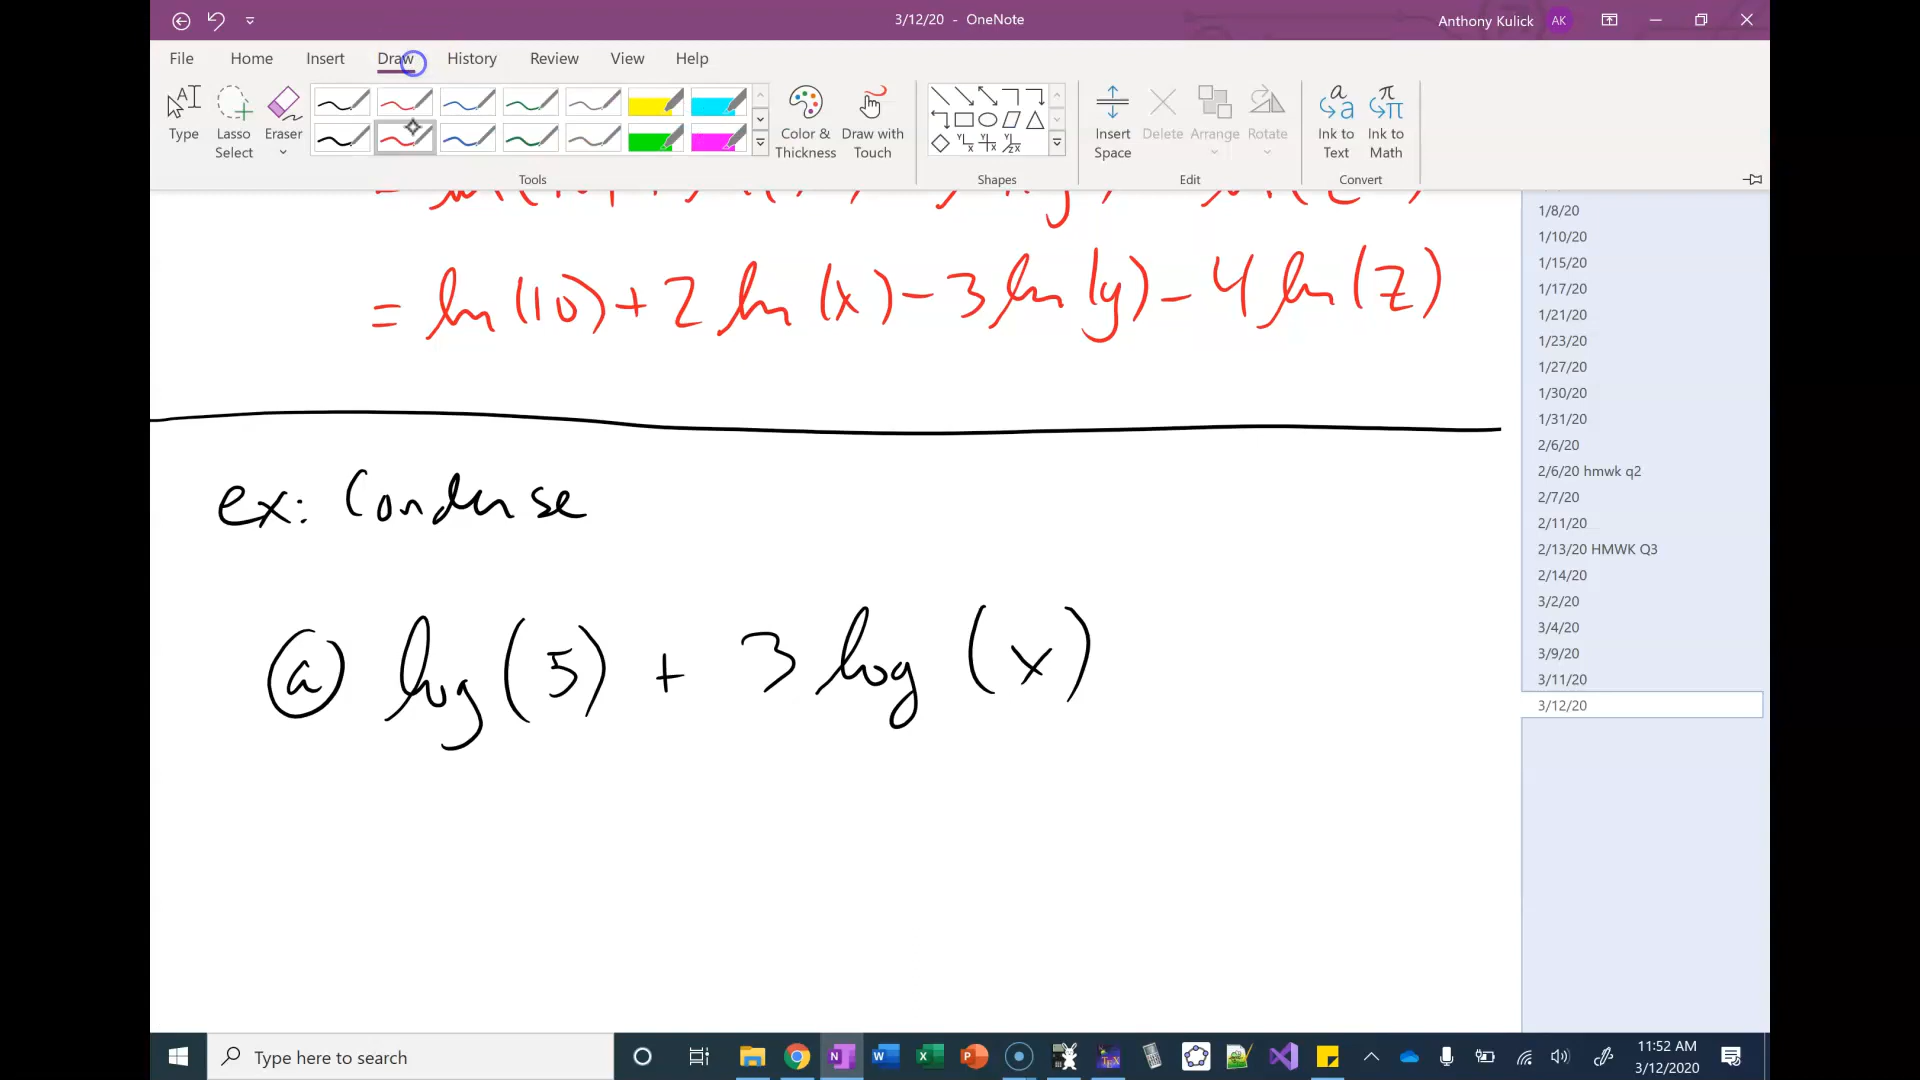 3/12/20 - OneNote
Anthony Kulick AK
File Home Insert Draw History Review View Help
Type
Lasso Select
Eraser
Color & Thickness
Draw with Touch
Insert Space
Delete
Arrange
Rotate
Ink to Text
Ink to Math
Tools
Shapes
Edit
Convert
= ln(10)+2 ln(x)-3 ln(y)-4 ln(z)
ex: Condense
(a) log(5) + 3 log(x)
1/8/20
1/10/20
1/15/20
1/17/20
1/21/20
1/23/20
1/27/20
1/30/20
1/31/20
2/6/20
2/6/20 hmwk q2
2/7/20
2/11/20
2/13/20 HMWK Q3
2/14/20
3/2/20
3/4/20
3/9/20
3/11/20
3/12/20
Type here to search
11:52 AM
3/12/2020